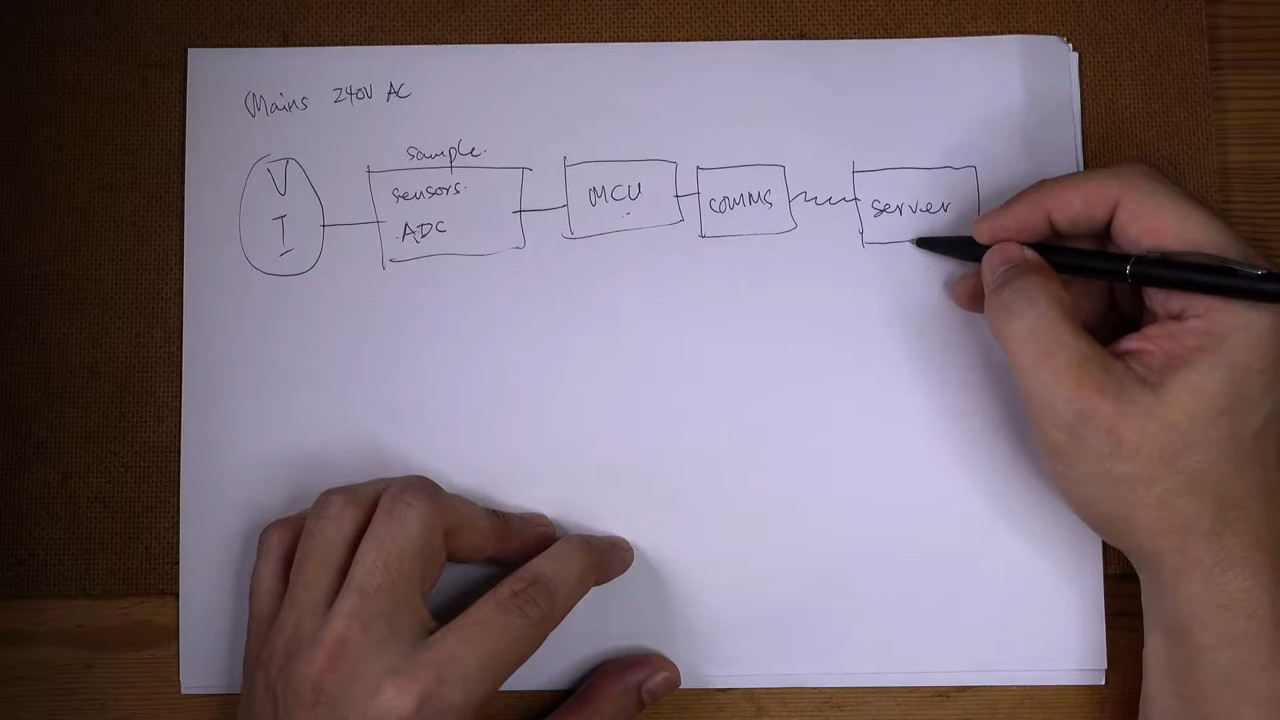 Mains 240V AC
sample.
V
I
sensors.
ADC
MCU
COMMS
server